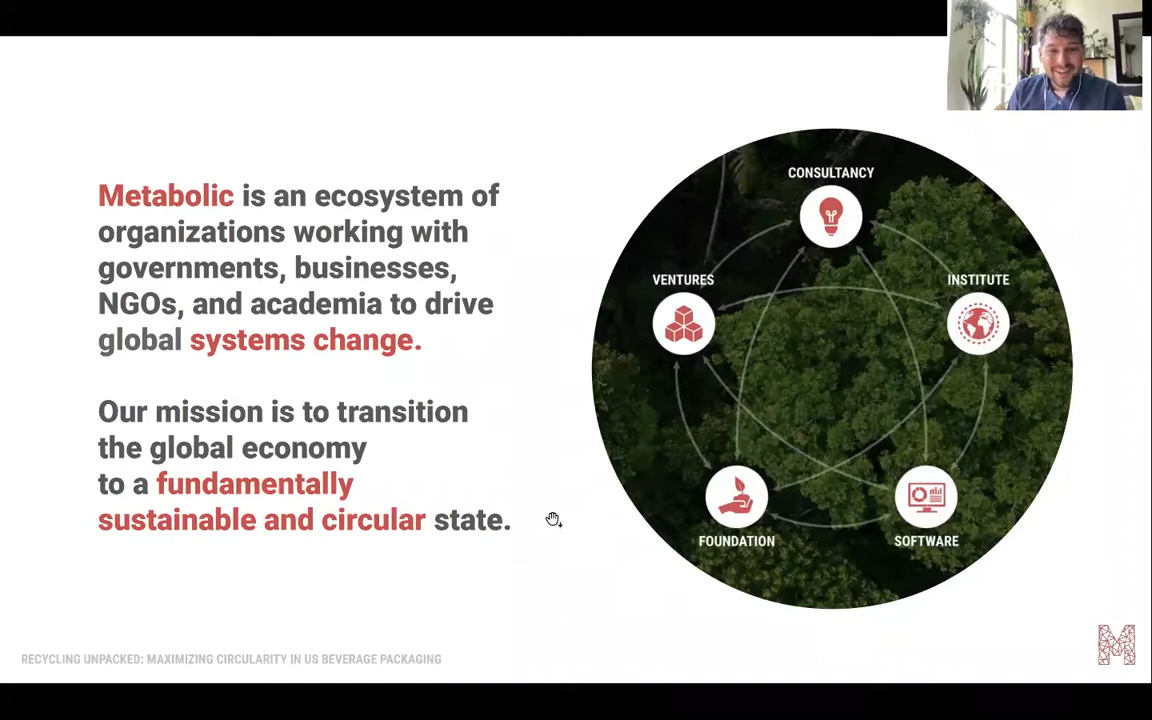 Metabolic is an ecosystem of
organizations working with
governments, businesses,
NGOs, and academia to drive
global systems change.
Our mission is to transition
the global economy
to a fundamentally
sustainable and circular state.
CONSULTANCY
VENTURES
INSTITUTE
FOUNDATION
SOFTWARE
RECYCLING UNPACKED: MAXIMIZING CIRCULARITY IN US BEVERAGE PACKAGING
M